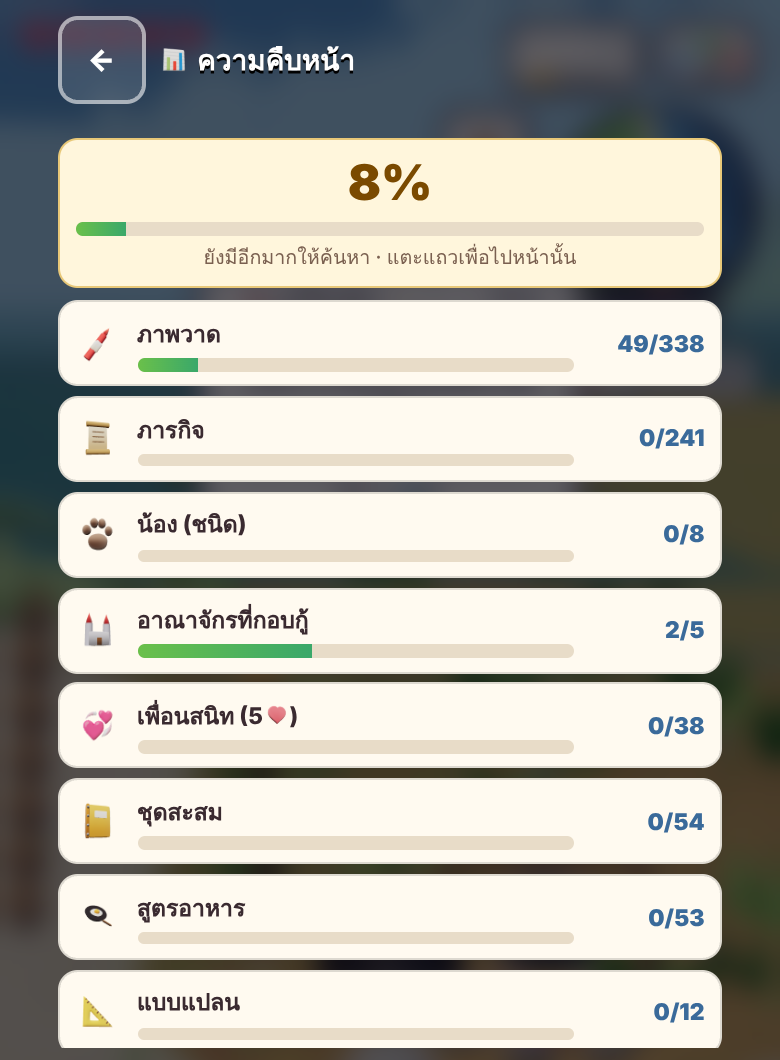 ความคืบหน้า
8%
ยังมีอีกมากให้ค้นหา · แตะแถวเพื่อไปหน้านั้น
ภาพวาด
49/338
ภารกิจ
0/241
น้อง (ชนิด)
0/8
อาณาจักรที่กอบกู้
2/5
เพื่อนสนิท (5💗)
0/38
ชุดสะสม
0/54
สูตรอาหาร
0/53
แบบแปลน
0/12